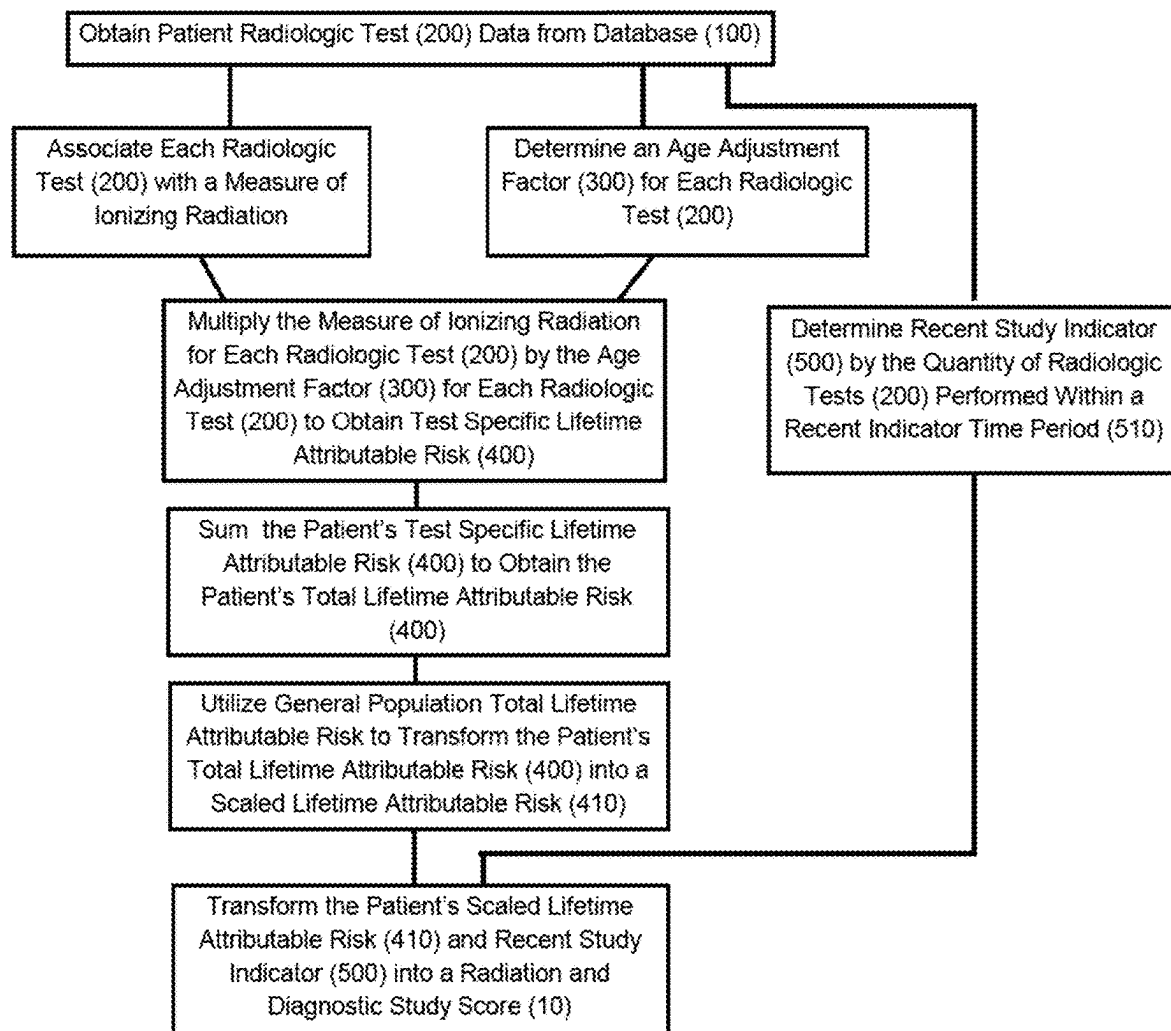 Obtain Patient Radiologic Test (200) Data from Database (100)
Associate Each Radiologic
Test (200) with a Measure of
Ionizing Radiation
Determine an Age Adjustment
Factor (300) for Each Radiologic
Test (200)
Multiply the Measure of Ionizing Radiation
for Each Radiologic Test (200) by the Age
Adjustment Factor (300) for Each Radiologic
Test (200) to Obtain Test Specific Lifetime
Attributable Risk (400)
Determine Recent Study Indicator
(500) by the Quantity of Radiologic
Tests (200) Performed Within a
Recent Indicator Time Period (510)
Sum the Patient's Test Specific Lifetime
Attributable Risk (400) to Obtain the
Patient's Total Lifetime Attributable Risk
(400)
Utilize General Population Total Lifetime
Attributable Risk to Transform the Patient's
Total Lifetime Attributable Risk (400) into a
Scaled Lifetime Attributable Risk (410)
Transform the Patient's Scaled Lifetime
Attributable Risk (410) and Recent Study
Indicator (500) into a Radiation and
Diagnostic Study Score (10)